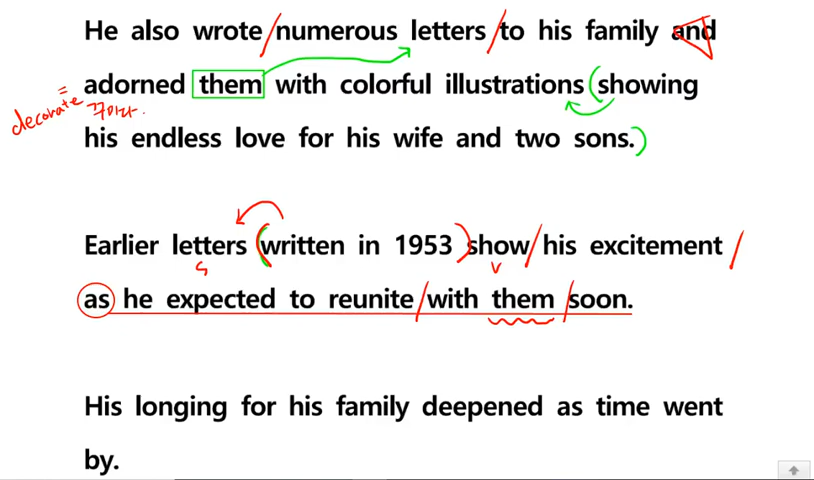 He also wrote / numerous letters / to his family and
adorned them with colorful illustrations (showing
= decorate 꾸미다.
his endless love for his wife and two sons.)
Earlier letters (written in 1953) show / his excitement /
S V
as he expected to reunite / with them / soon.
His longing for his family deepened as time went
by.